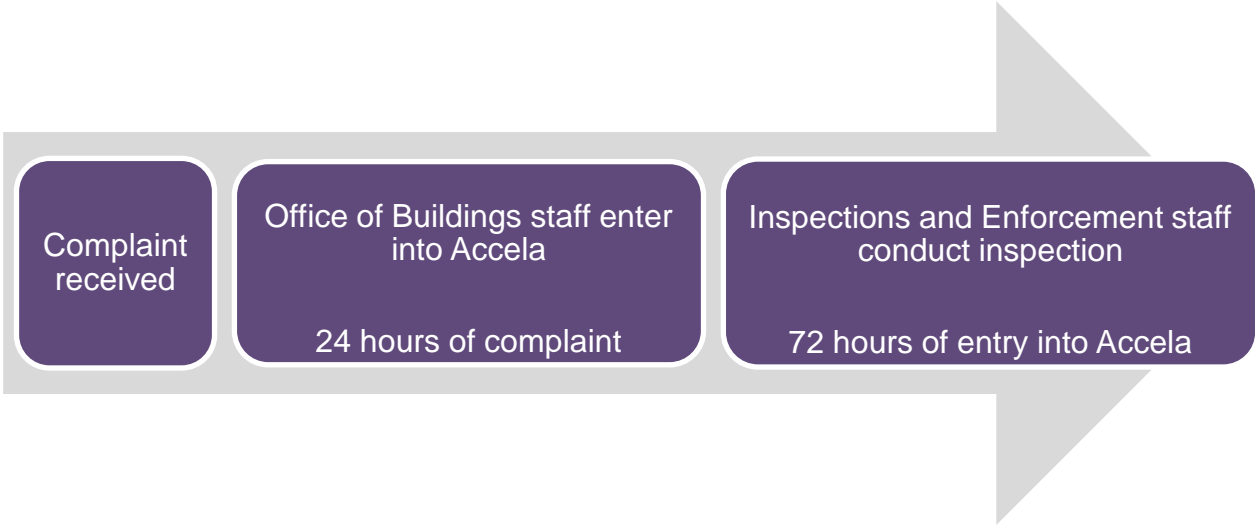 Complaint
received
Office of Buildings staff enter
into Accela
24 hours of complaint
Inspections and Enforcement staff
conduct inspection
72 hours of entry into Accela